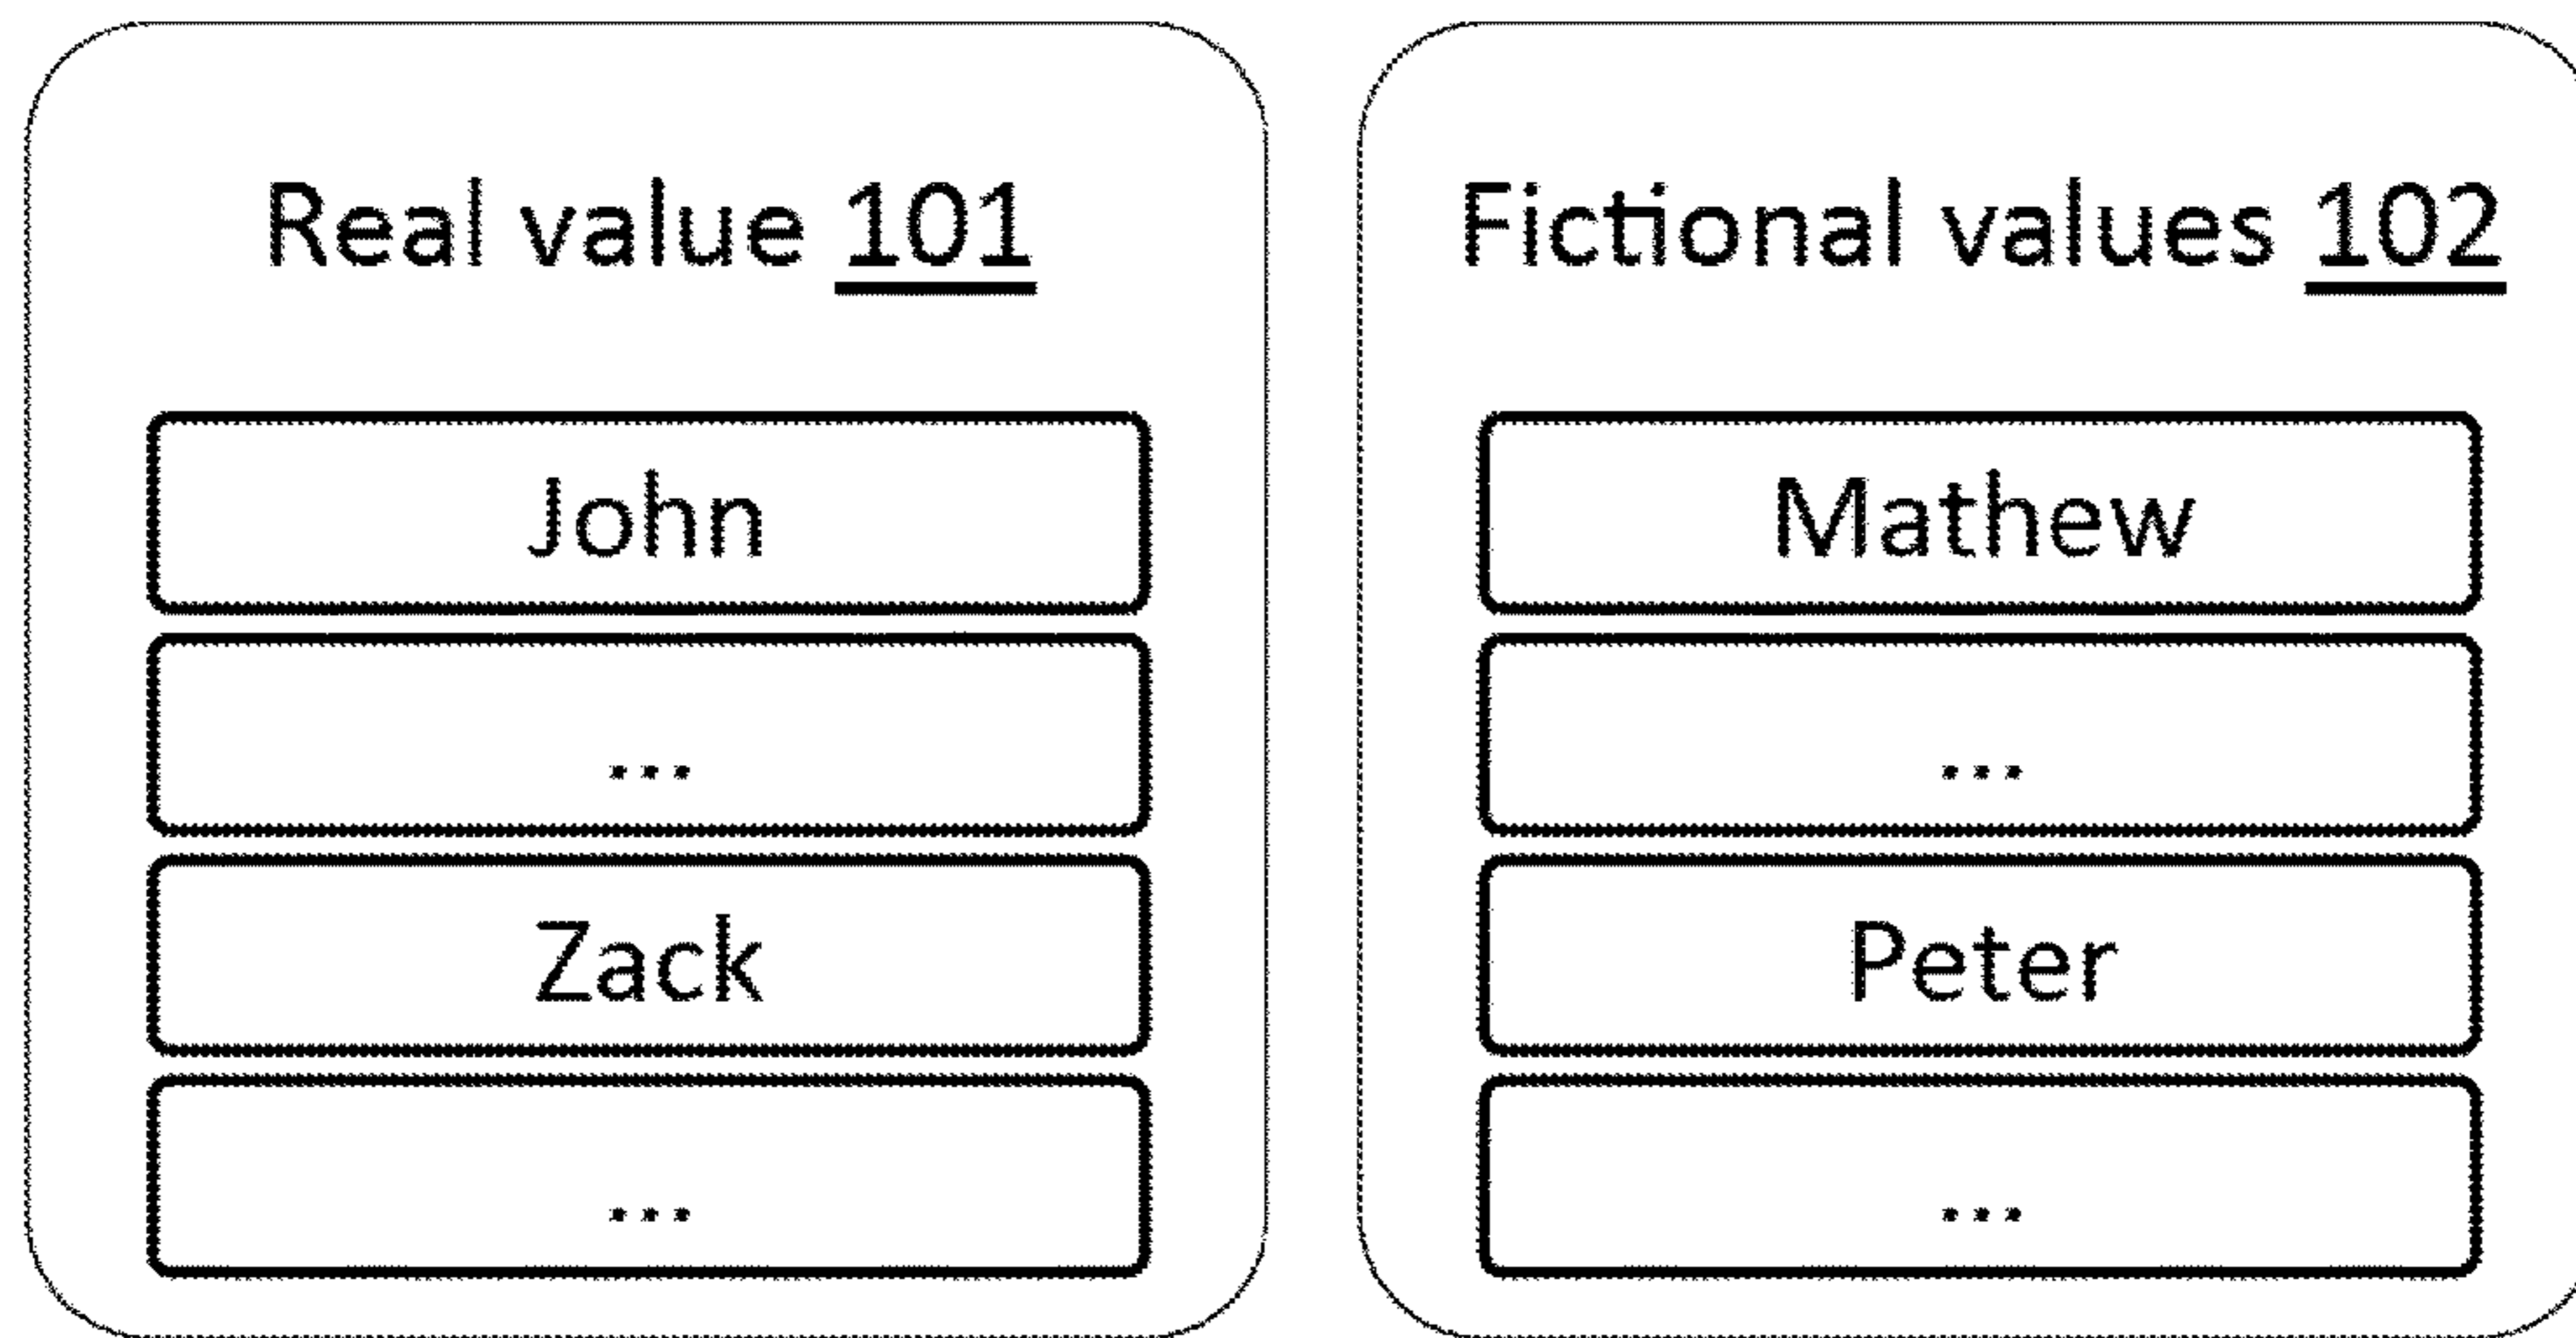 Real value 101
John
...
Zack
...
Fictional values 102
Mathew
...
Peter
...